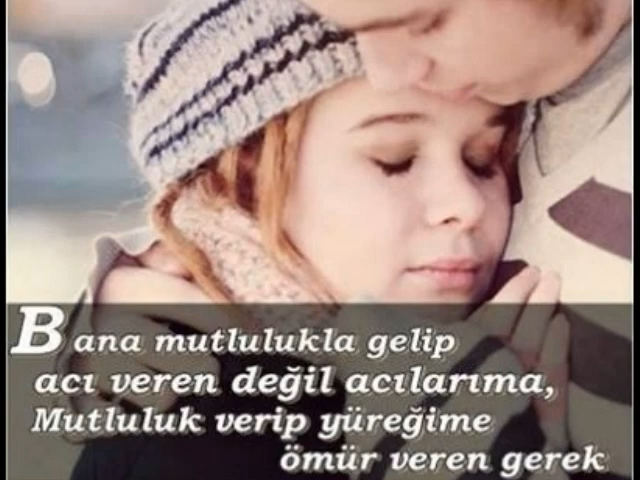 Bana mutlulukla gelip
acı veren değil acılarıma,
Mutluluk verip yüreğime
ömür veren gerek